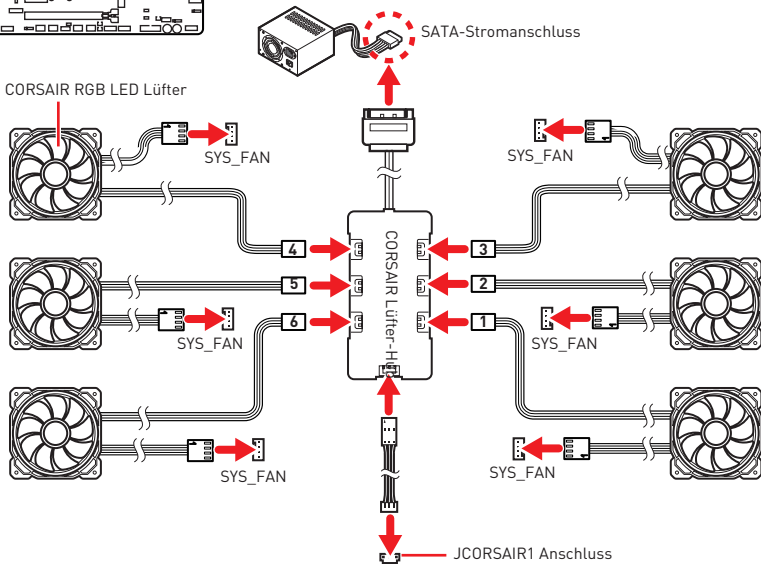 SATA-Stromanschluss
CORSAIR RGB LED Lüfter
SYS_FAN
SYS_FAN
4
3
5
2
6
1
CORSAIR Lüfter-Hu
SYS_FAN
SYS_FAN
SYS_FAN
SYS_FAN
JCORSAIR1 Anschluss